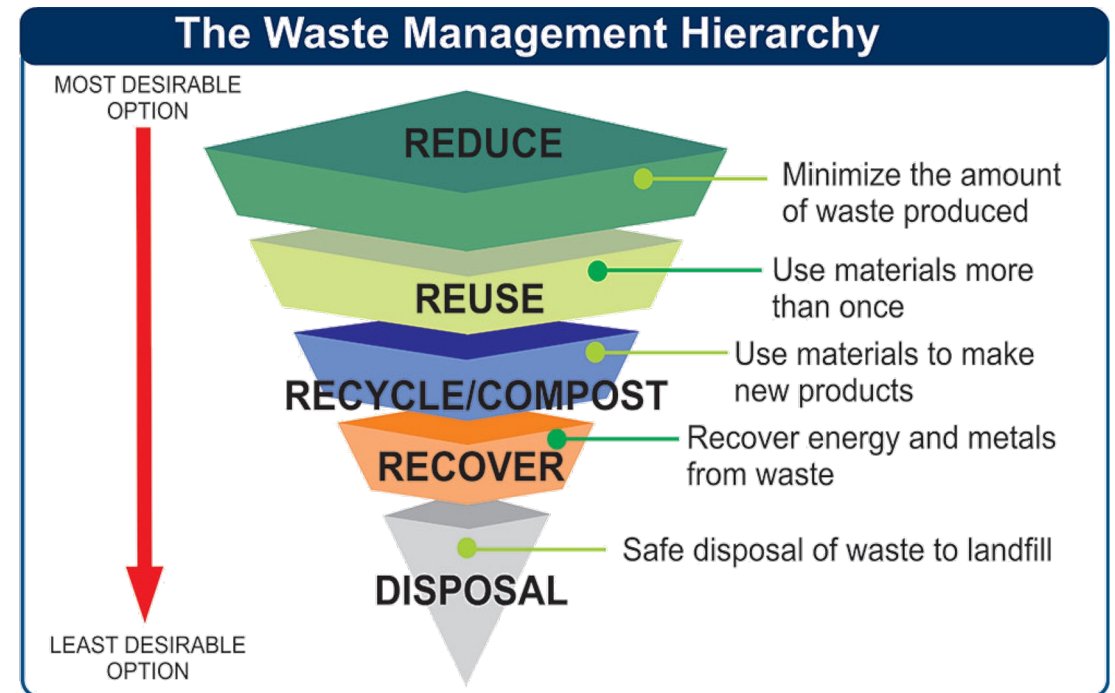 The Waste Management Hierarchy
MOST DESIRABLE
OPTION
REDUCE
Minimize the amount
of waste produced
REUSE
Use materials more
than once
RECYCLE/COMPOST
Use materials to make
new products
RECOVER
Recover energy and metals
from waste
DISPOSAL
Safe disposal of waste to landfill
LEAST DESIRABLE
OPTION